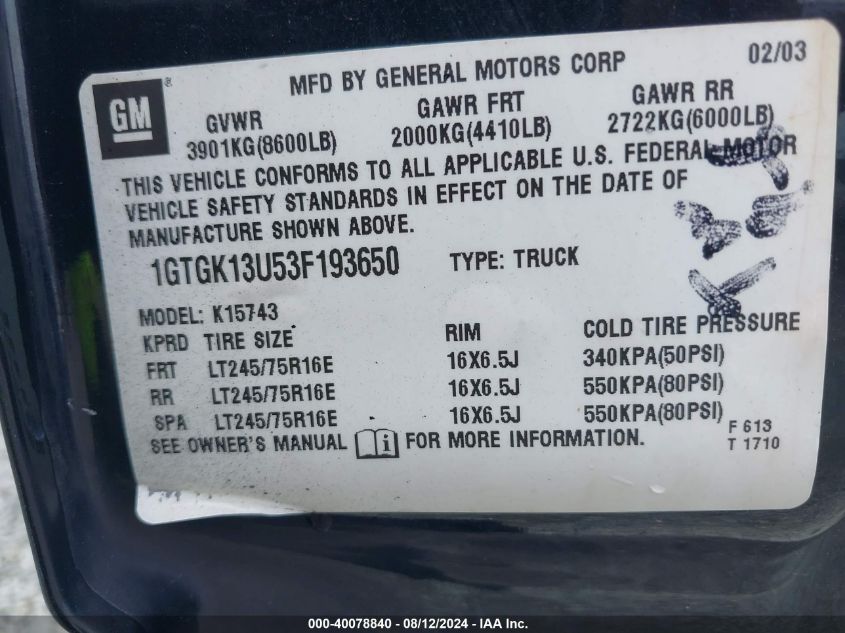 MFD BY GENERAL MOTORS CORP 02/03
GM ®
GVWR GAWR FRT GAWR RR
3901KG(8600LB) 2000KG(4410LB) 2722KG(6000LB)
THIS VEHICLE CONFORMS TO ALL APPLICABLE U.S. FEDERAL MOTOR
VEHICLE SAFETY STANDARDS IN EFFECT ON THE DATE OF
MANUFACTURE SHOWN ABOVE.
1GTGK13U53F193650 TYPE: TRUCK
MODEL: K15743
KPRD TIRE SIZE RIM COLD TIRE PRESSURE
FRT LT245/75R16E 16X6.5J 340KPA(50PSI)
RR LT245/75R16E 16X6.5J 550KPA(80PSI)
SPA LT245/75R16E 16X6.5J 550KPA(80PSI)
SEE OWNER'S MANUAL i FOR MORE INFORMATION.
F 613
T 1710
000-40078840 - 08/12/2024 - IAA Inc.